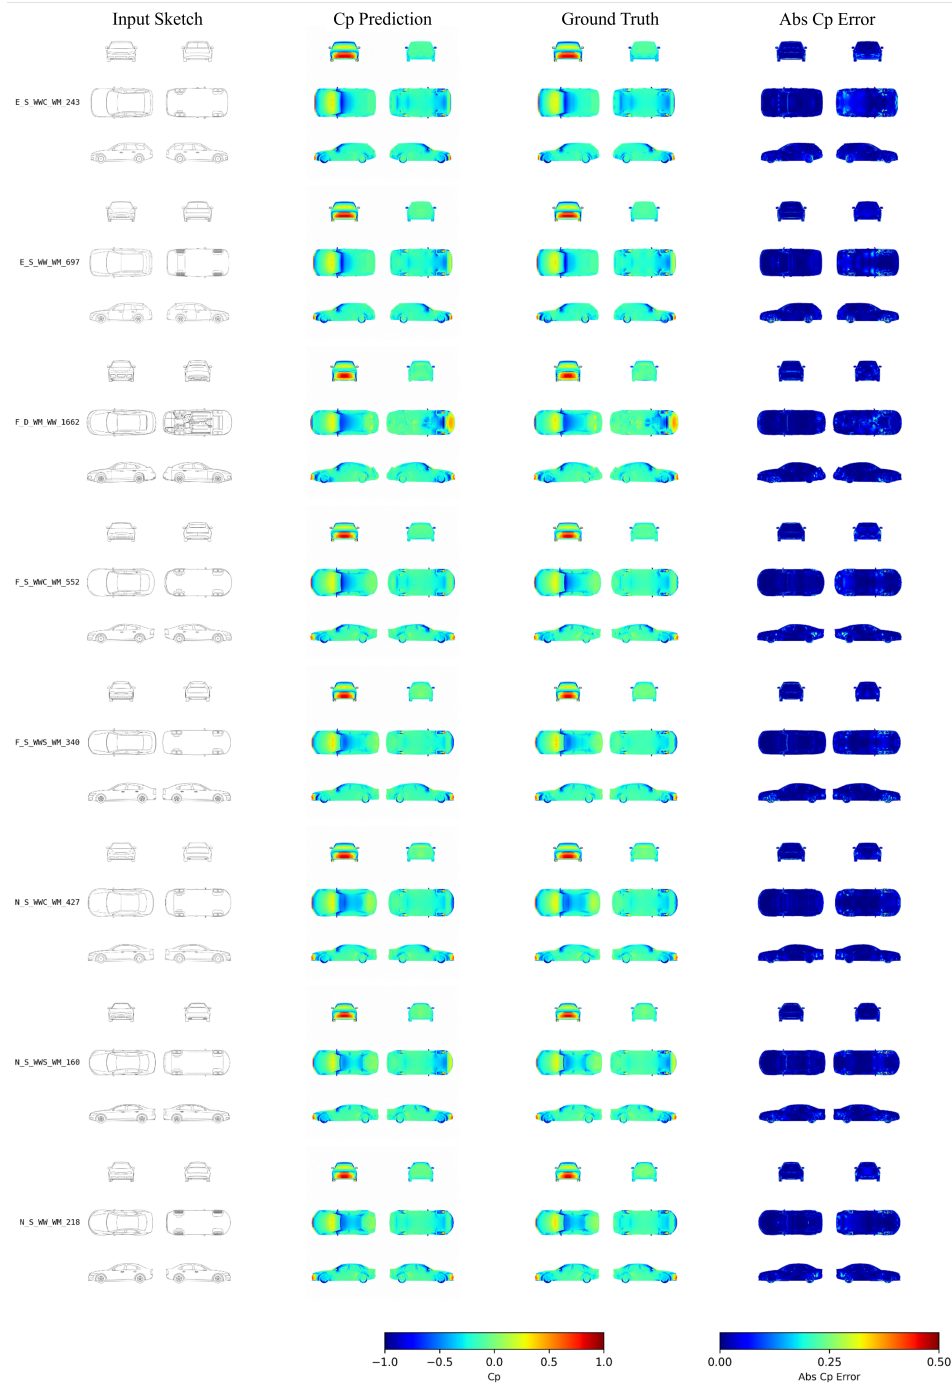 Input Sketch Cp Prediction Ground Truth Abs Cp Error
E_S_WWC_WM_243
E_S_WW_WM_697
F_D_WM_WW_1662
F_S_WWC_WM_552
F_S_WWS_WM_340
N_S_WWC_WM_427
N_S_WWS_WM_160
N_S_WW_WM_218
−1.0 −0.5 0.0 0.5 1.0 0.00 0.25 0.50
Cp Abs Cp Error